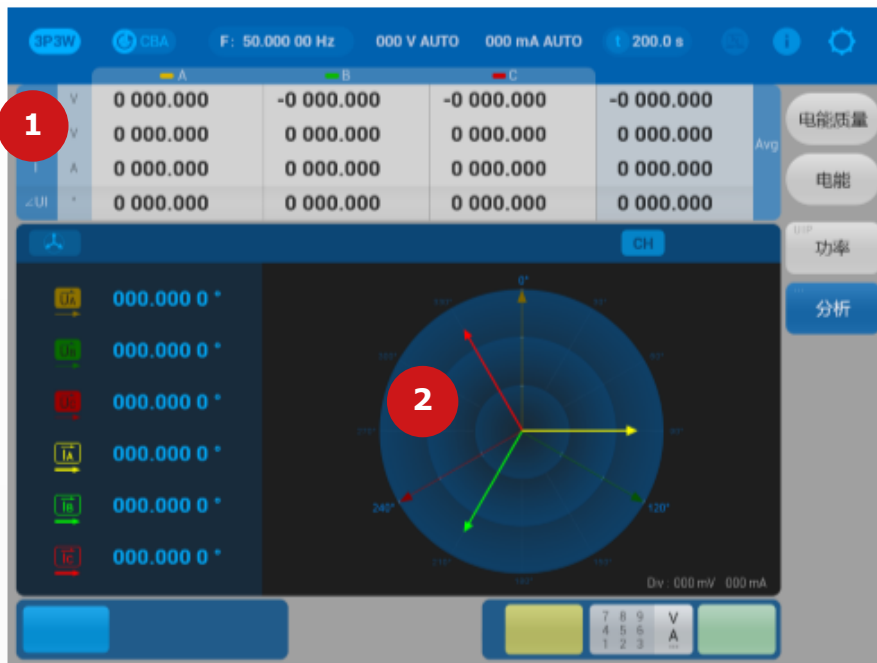 3P3W CBA F: 50.000 00 Hz 000 V AUTO 000 mA AUTO t 200.0 s i
A B C
1 V 0 000.000 -0 000.000 -0 000.000 -0 000.000
V 0 000.000 0 000.000 0 000.000 0 000.000 Avg
I A 0 000.000 0 000.000 0 000.000 0 000.000
∠UI ° 0 000.000 0 000.000 0 000.000 0 000.000
电能质量
电能
UIP
功率
分析
CH
UA 000.000 0 °
UB 000.000 0 °
UC 000.000 0 °
IA 000.000 0 °
IB 000.000 0 °
IC 000.000 0 °
0°
2
240° 120°
180°
Div : 000 mV 000 mA
7 8 9 V
4 5 6 A
1 2 3 ...